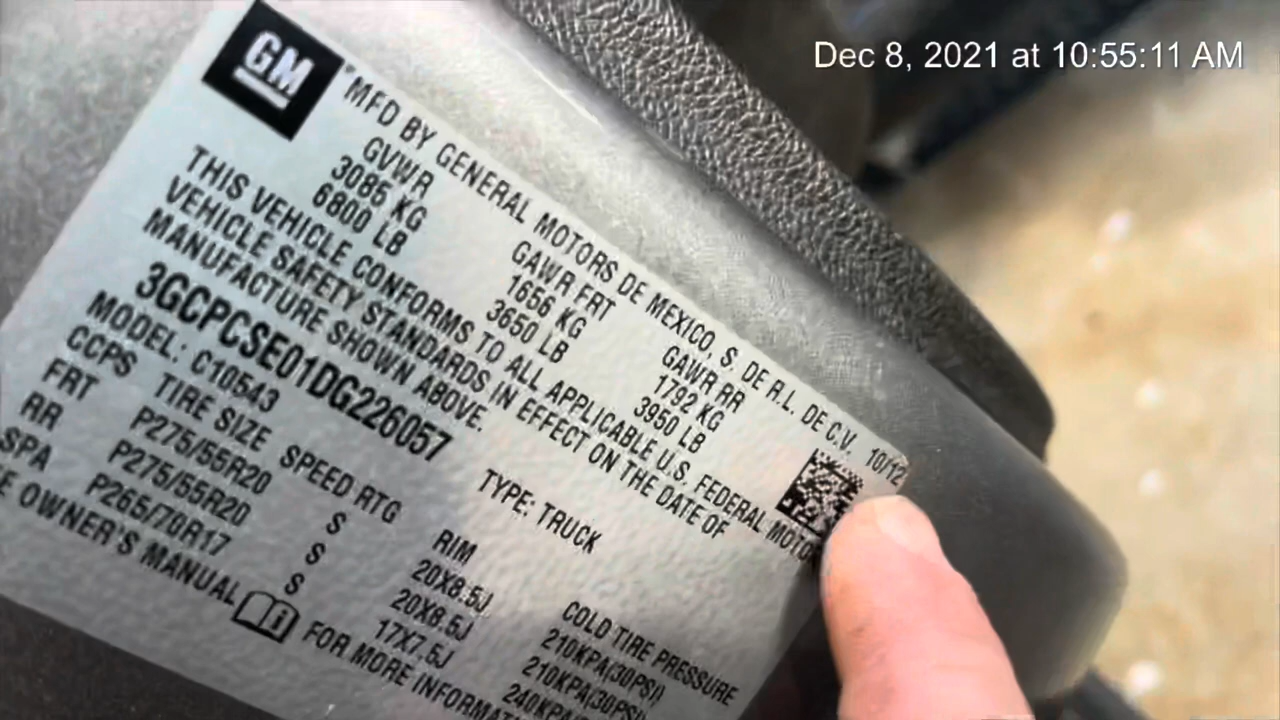 Dec 8, 2021 at 10:55:11 AM
GM
MFD BY GENERAL MOTORS DE MEXICO, S. DE R.L. DE C.V. 10/12
GVWR GAWR FRT GAWR RR
3085 KG 1656 KG 1792 KG
6800 LB 3650 LB 3950 LB
THIS VEHICLE CONFORMS TO ALL APPLICABLE U.S. FEDERAL MOTOR
VEHICLE SAFETY STANDARDS IN EFFECT ON THE DATE OF
MANUFACTURE SHOWN ABOVE.
3GCPCSE01DG226057 TYPE: TRUCK
MODEL: C10543
CCPS TIRE SIZE SPEED RTG RIM COLD TIRE PRESSURE
FRT P275/55R20 S 20X8.5J 210KPA(30PSI)
RR P275/55R20 S 20X8.5J 210KPA(30PSI)
SPA P265/70R17 S 17X7.5J 240KPA
OWNER'S MANUAL FOR MORE INFORMAT